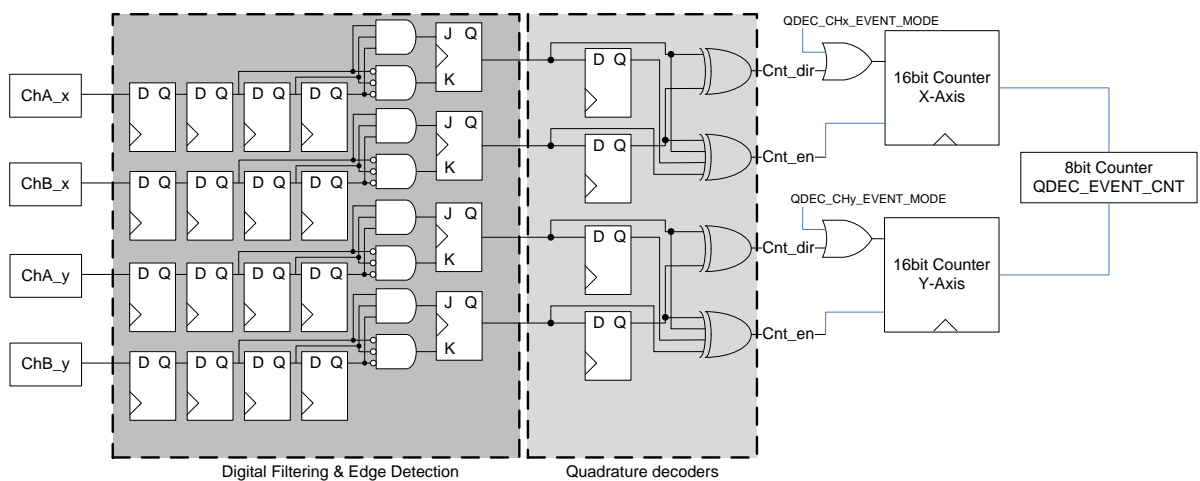 QDEC_CHx_EVENT_MODE
ChA_x
D Q D Q D Q D Q
J Q
K
D Q
Cnt_dir
16bit Counter
X-Axis
ChB_x
D Q D Q D Q D Q
J Q
K
D Q
Cnt_en
8bit Counter
QDEC_EVENT_CNT
QDEC_CHy_EVENT_MODE
ChA_y
D Q D Q D Q D Q
J Q
K
D Q
Cnt_dir
16bit Counter
Y-Axis
ChB_y
D Q D Q D Q D Q
J Q
K
D Q
Cnt_en
Digital Filtering & Edge Detection
Quadrature decoders